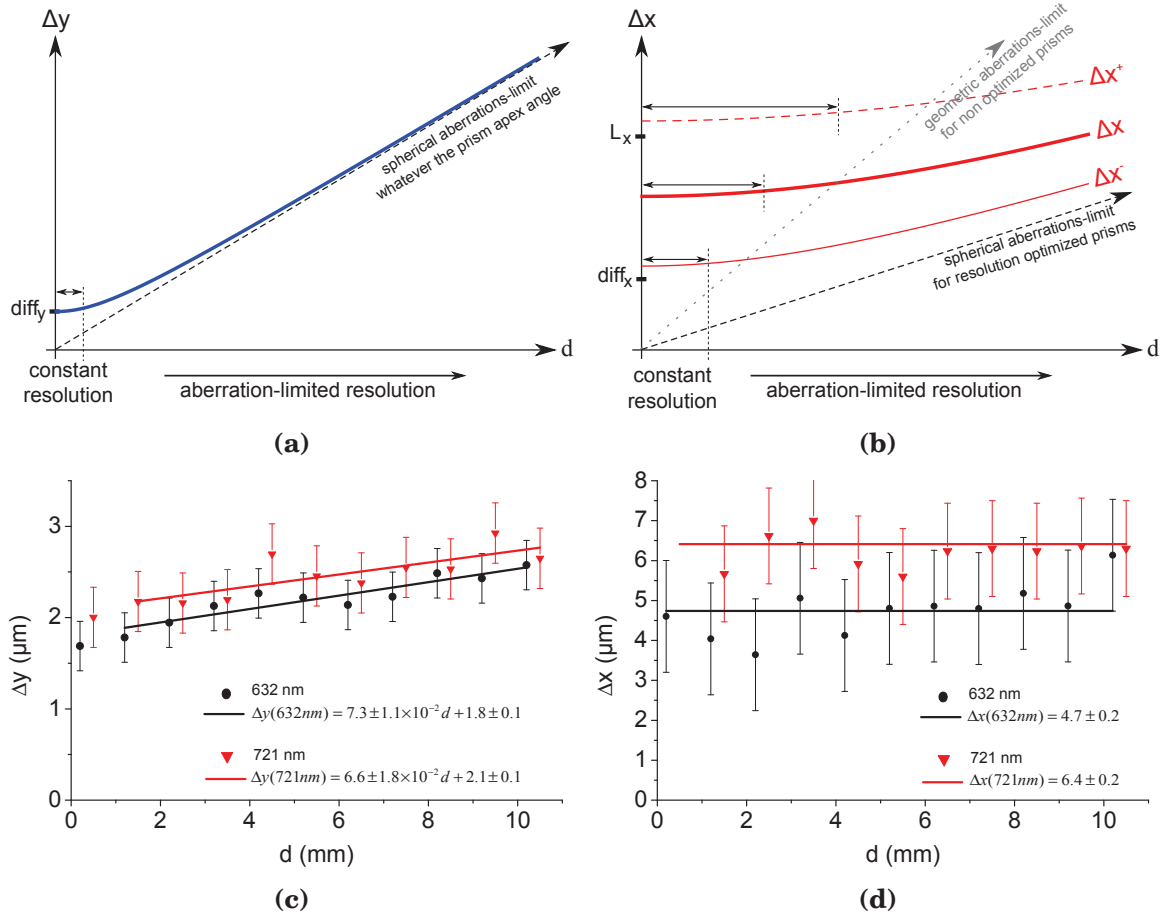 Δy
spherical aberrations-limit
whatever the prism apex angle
diff_y
d
constant
resolution
aberration-limited resolution
(a)
Δx
geometric aberrations-limit
for non optimized prisms
Δx⁺
L_x
Δx
Δx⁻
diff_x
spherical aberrations-limit
for resolution optimized prisms
d
constant
resolution
aberration-limited resolution
(b)
Δy (µm)
3
2
1
0
632 nm
Δy(632nm) = 7.3±1.1×10⁻² d +1.8±0.1
721 nm
Δy(721nm) = 6.6±1.8×10⁻² d +2.1±0.1
0 2 4 6 8 10
d (mm)
(c)
Δx (µm)
8
7
6
5
4
3
2
1
0
632 nm
Δx(632nm) = 4.7±0.2
721 nm
Δx(721nm) = 6.4±0.2
0 2 4 6 8 10
d (mm)
(d)